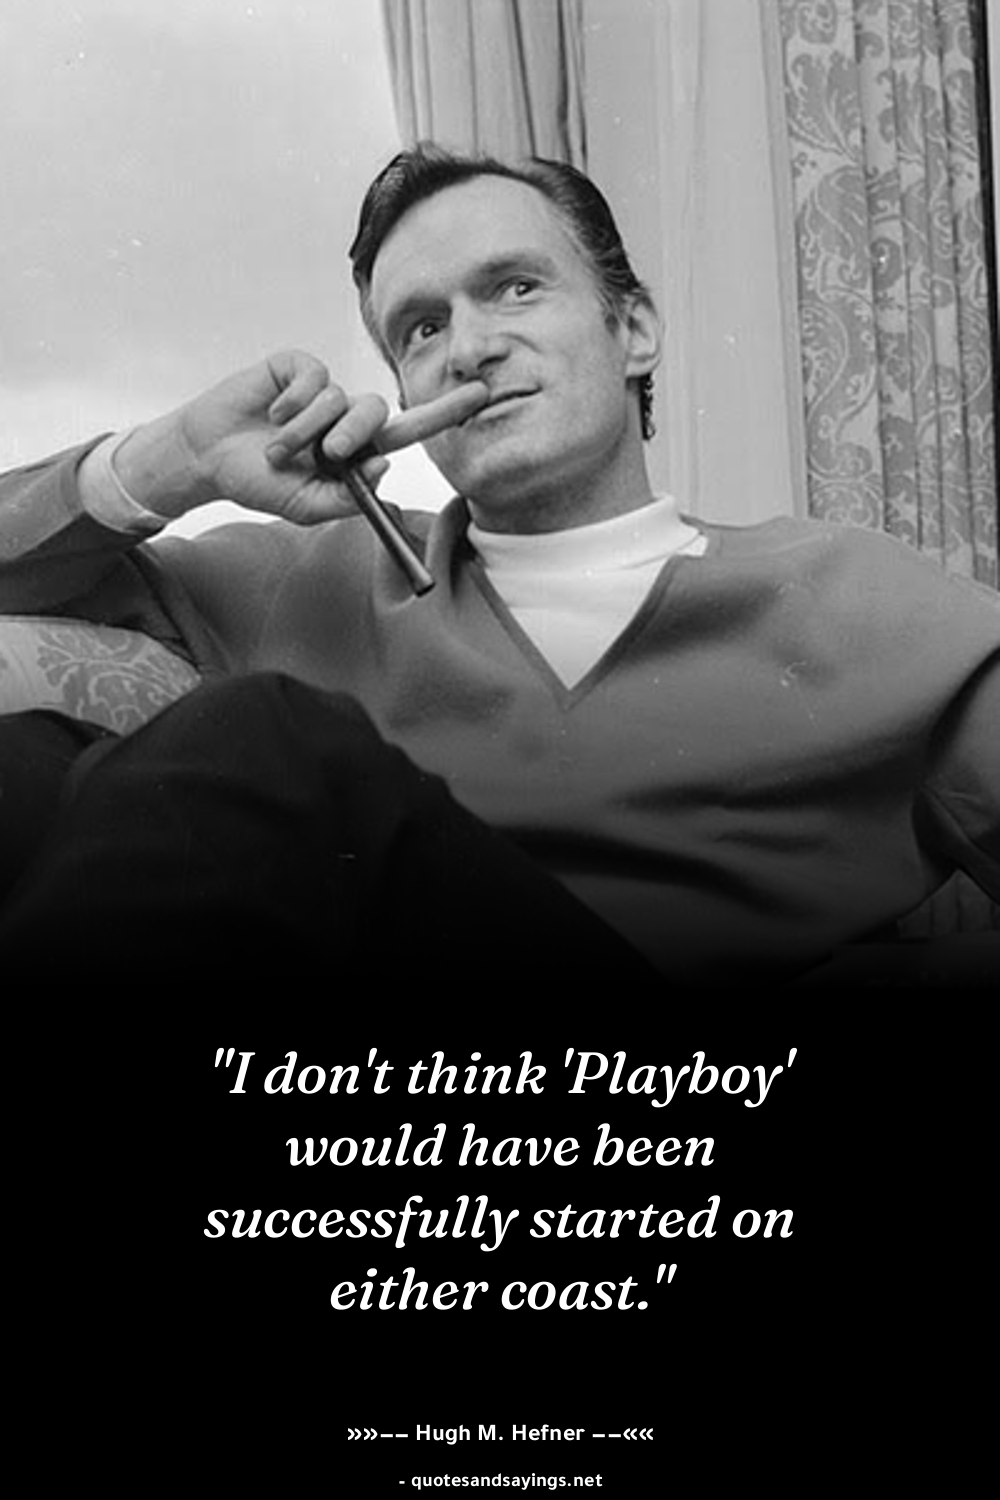 "I don't think 'Playboy'
would have been
successfully started on
either coast."
»»–– Hugh M. Hefner ––««
- quotesandsayings.net